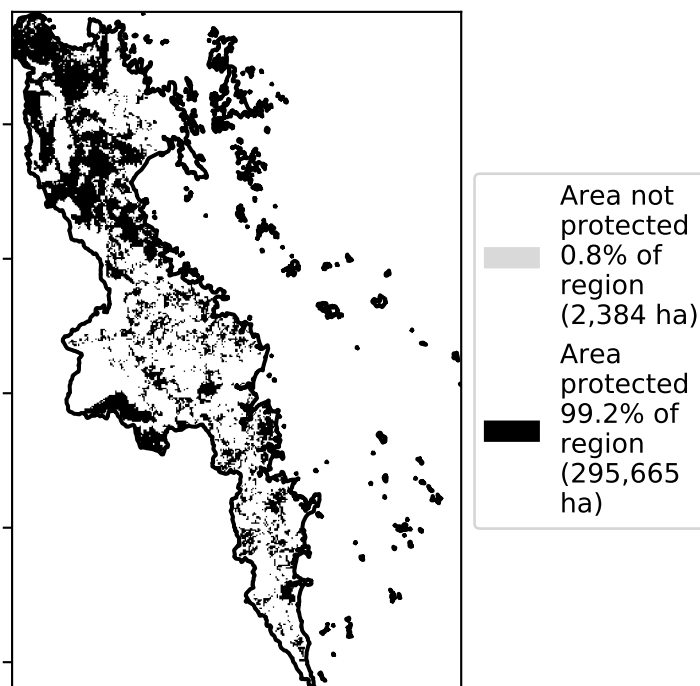 Area not
protected
0.8% of
region
(2,384 ha)
Area
protected
99.2% of
region
(295,665
ha)